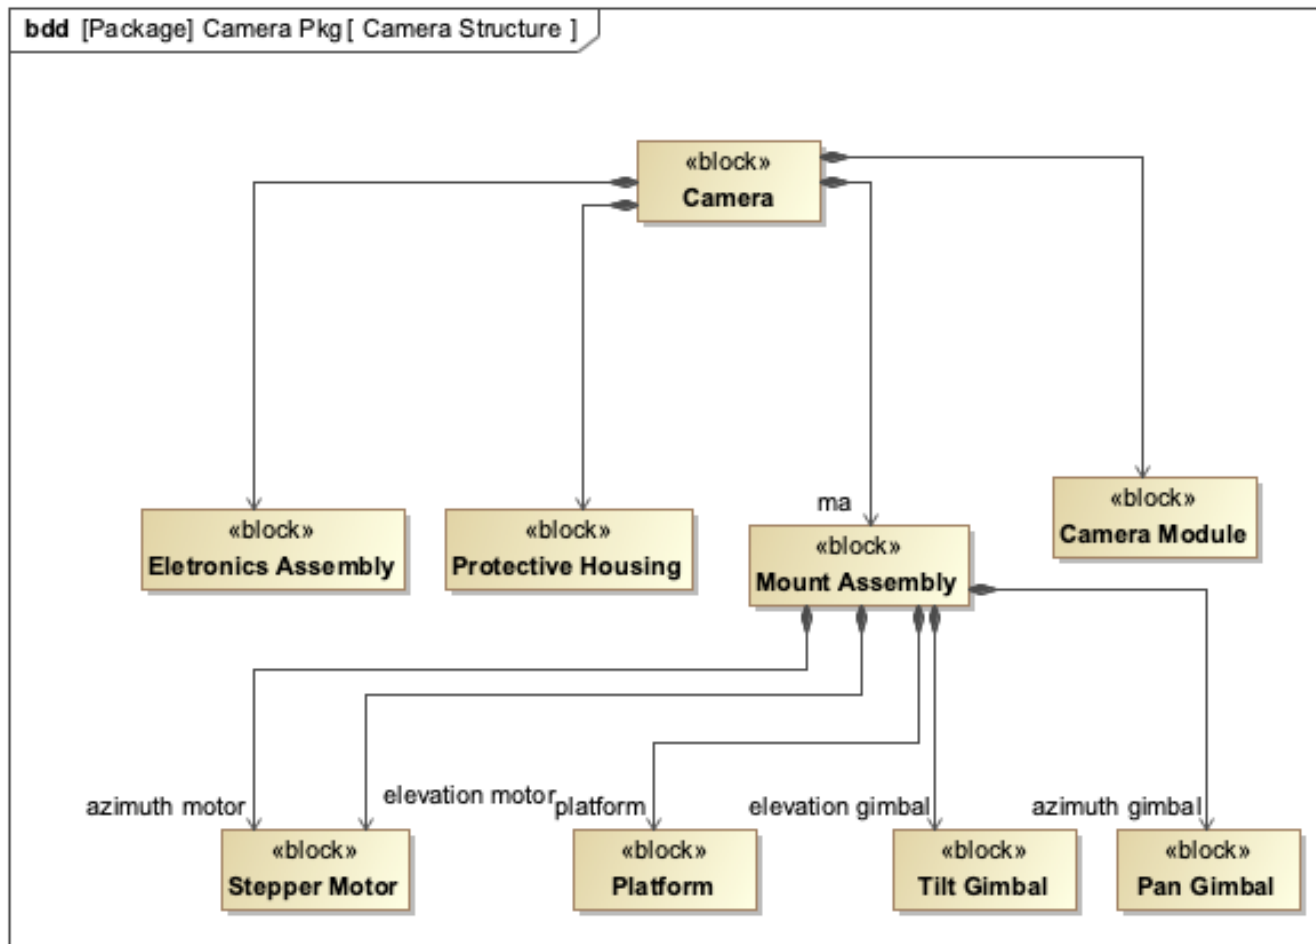 bdd [Package] Camera Pkg [ Camera Structure ]
«block»
Camera
«block»
Eletronics Assembly
«block»
Protective Housing
ma
«block»
Mount Assembly
«block»
Camera Module
azimuth motor
elevation motor
«block»
Stepper Motor
platform
«block»
Platform
elevation gimbal
«block»
Tilt Gimbal
azimuth gimbal
«block»
Pan Gimbal